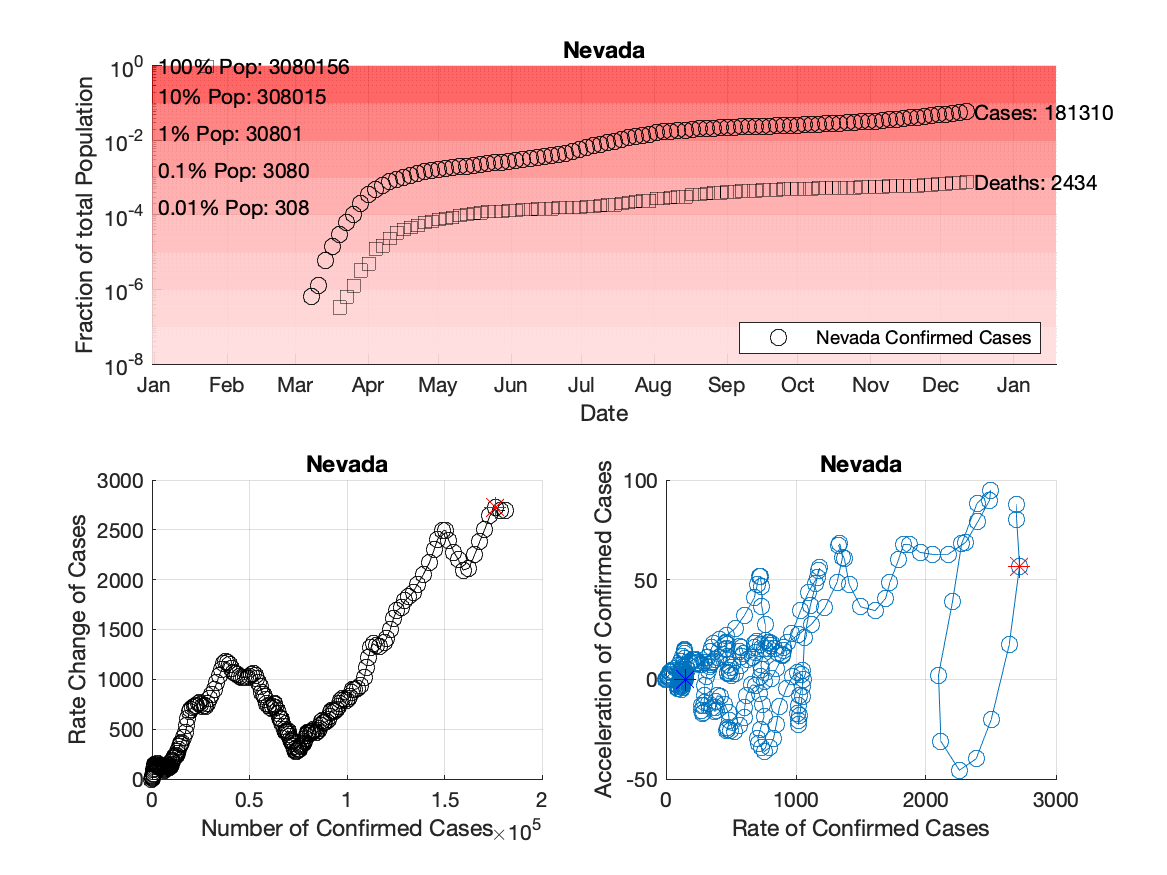 Nevada
10^0
10^-2
10^-4
10^-6
10^-8
Fraction of total Population
100% Pop: 3080156
10% Pop: 308015
1% Pop: 30801
0.1% Pop: 3080
0.01% Pop: 308
Cases: 181310
Deaths: 2434
Nevada Confirmed Cases
Jan Feb Mar Apr May Jun Jul Aug Sep Oct Nov Dec Jan
Date
Nevada
3000
2500
2000
1500
1000
500
0
Rate Change of Cases
0 0.5 1 1.5 2
Number of Confirmed Cases ×10^5
Nevada
100
50
0
-50
Acceleration of Confirmed Cases
0 1000 2000 3000
Rate of Confirmed Cases